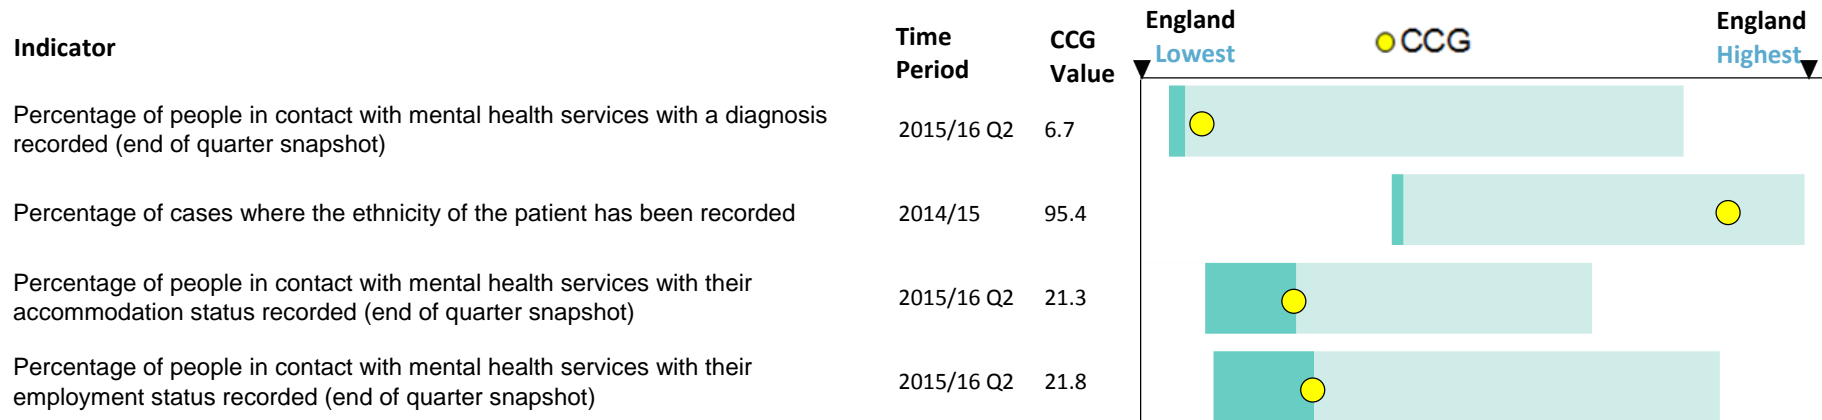 Indicator
Time
Period
CCG
Value
England
Lowest
CCG
England
Highest
Percentage of people in contact with mental health services with a diagnosis
recorded (end of quarter snapshot)
2015/16 Q2
6.7
Percentage of cases where the ethnicity of the patient has been recorded
2014/15
95.4
Percentage of people in contact with mental health services with their
accommodation status recorded (end of quarter snapshot)
2015/16 Q2
21.3
Percentage of people in contact with mental health services with their
employment status recorded (end of quarter snapshot)
2015/16 Q2
21.8